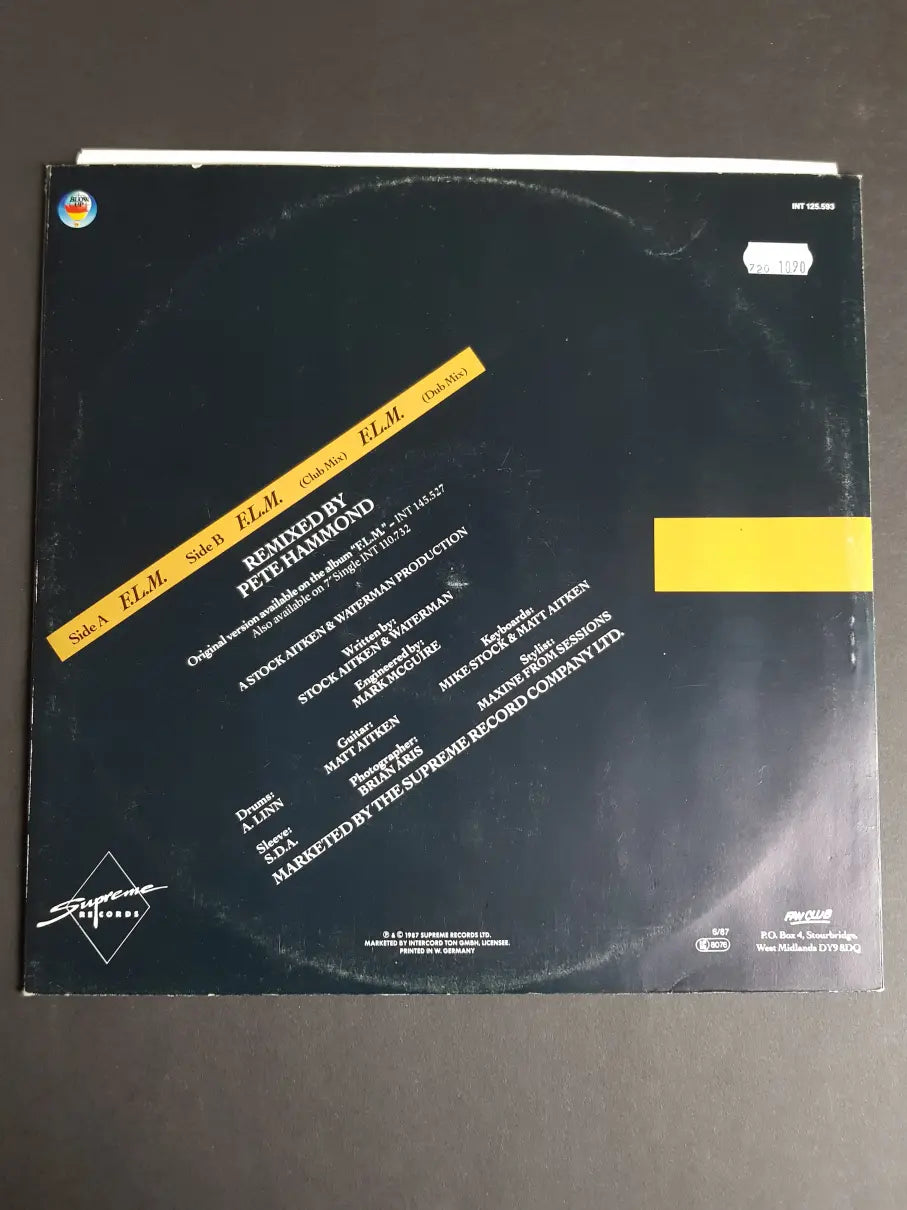 BLOW
UP
INT 125.593
720 1090
Side A F.L.M. Side B F.L.M. (Club Mix) F.L.M. (Dub Mix)
REMIXED BY
PETE HAMMOND
Original version available on the album "F.L.M." – INT 145.527
Also available on 7" Single INT 110.732
A STOCK AITKEN & WATERMAN PRODUCTION
Written by:
STOCK AITKEN & WATERMAN
Engineered by:
MARK MCGUIRE
Keyboards:
MIKE STOCK & MATT AITKEN
Guitar:
MATT AITKEN
Stylist:
MAXINE FROM SESSIONS
Drums:
A. LINN
Photographer:
BRIAN ARIS
Sleeve:
S.D.A.
MARKETED BY THE SUPREME RECORD COMPANY LTD.
Supreme
RECORDS
℗ & © 1987 SUPREME RECORDS LTD.
MARKETED BY INTERCORD TON GMBH, LICENSEE.
PRINTED IN W. GERMANY
6/87
8076
FAN CLUB
P.O. Box 4, Stourbridge,
West Midlands DY9 8DQ